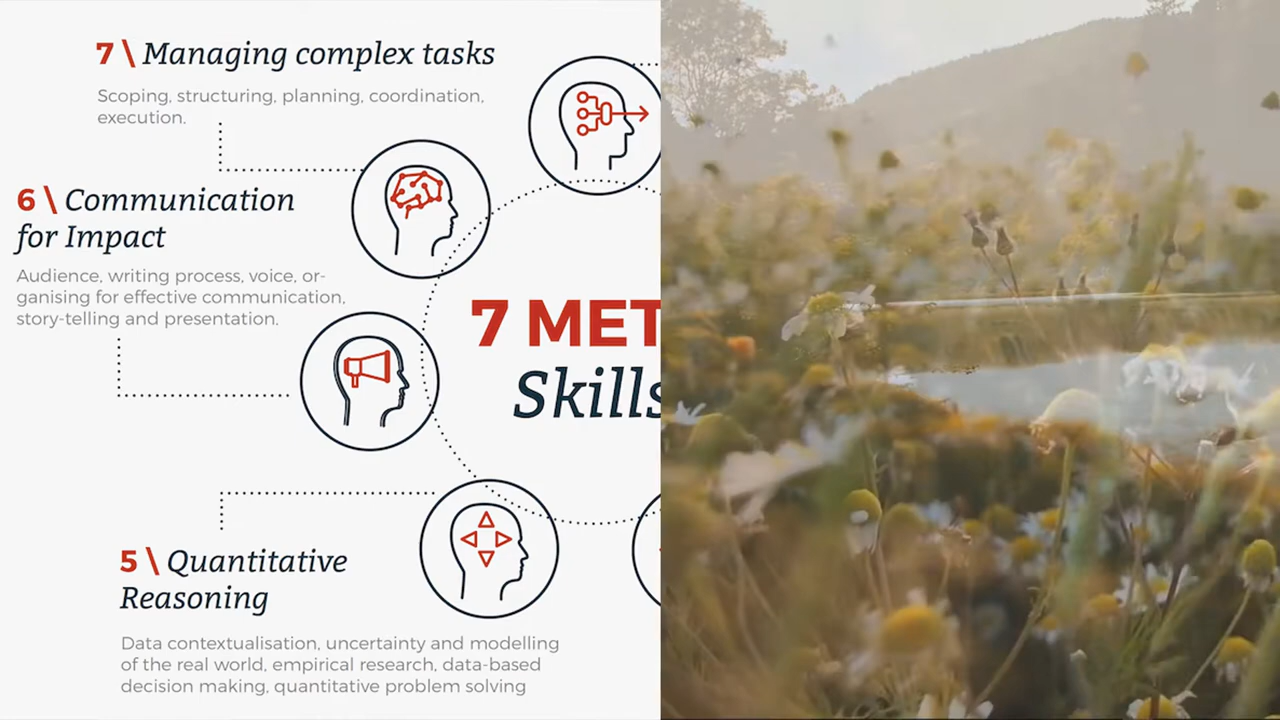 7 \ Managing complex tasks
Scoping, structuring, planning, coordination,
execution.
6 \ Communication
for Impact
Audience, writing process, voice, or-
ganising for effective communication,
story-telling and presentation.
7 MET
Skills
5 \ Quantitative
Reasoning
Data contextualisation, uncertainty and modelling
of the real world, empirical research, data-based
decision making, quantitative problem solving